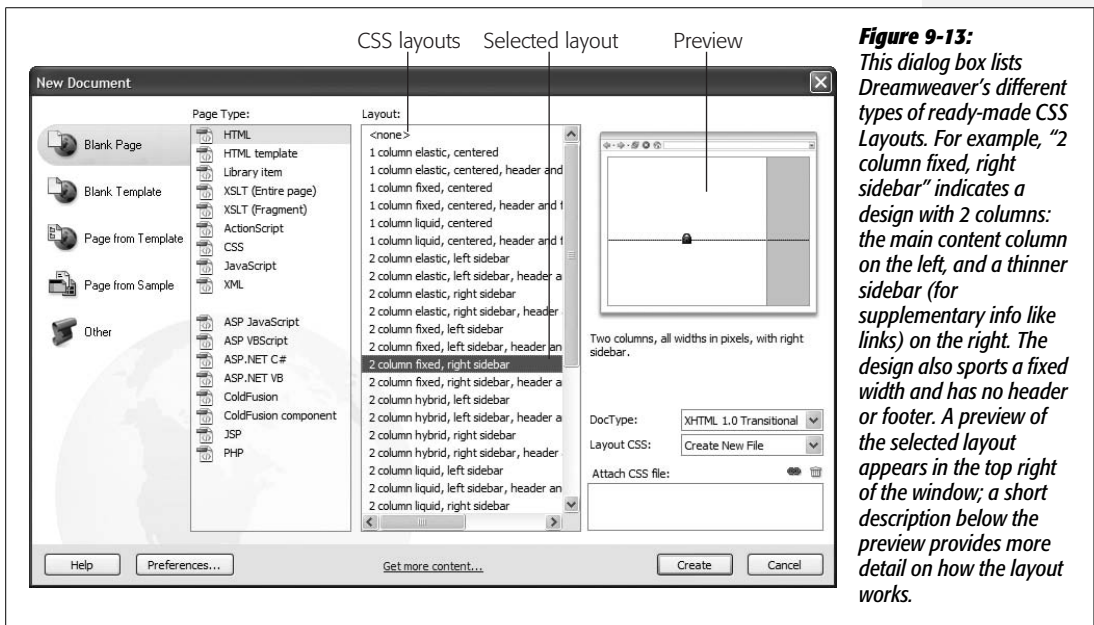 CSS layouts Selected layout Preview
New Document
Blank Page
Blank Template
Page from Template
Page from Sample
Other
Page Type:
HTML
HTML template
Library item
XSLT (Entire page)
XSLT (Fragment)
ActionScript
CSS
JavaScript
XML
ASP JavaScript
ASP VBScript
ASP.NET C#
ASP.NET VB
ColdFusion
ColdFusion component
JSP
PHP
Layout:
<none>
1 column elastic, centered
1 column elastic, centered, header and
1 column fixed, centered
1 column fixed, centered, header and f
1 column liquid, centered
1 column liquid, centered, header and f
2 column elastic, left sidebar
2 column elastic, left sidebar, header a
2 column elastic, right sidebar
2 column elastic, right sidebar, header
2 column fixed, left sidebar
2 column fixed, left sidebar, header an
2 column fixed, right sidebar
2 column fixed, right sidebar, header a
2 column hybrid, left sidebar
2 column hybrid, left sidebar, header a
2 column hybrid, right sidebar
2 column hybrid, right sidebar, header
2 column liquid, left sidebar
2 column liquid, left sidebar, header an
2 column liquid, right sidebar
Two columns, all widths in pixels, with right
sidebar.
DocType: XHTML 1.0 Transitional
Layout CSS: Create New File
Attach CSS file:
Help Preferences... Get more content... Create Cancel
Figure 9-13:
This dialog box lists
Dreamweaver's different
types of ready-made CSS
Layouts. For example, "2
column fixed, right
sidebar" indicates a
design with 2 columns:
the main content column
on the left, and a thinner
sidebar (for
supplementary info like
links) on the right. The
design also sports a fixed
width and has no header
or footer. A preview of
the selected layout
appears in the top right
of the window; a short
description below the
preview provides more
detail on how the layout
works.